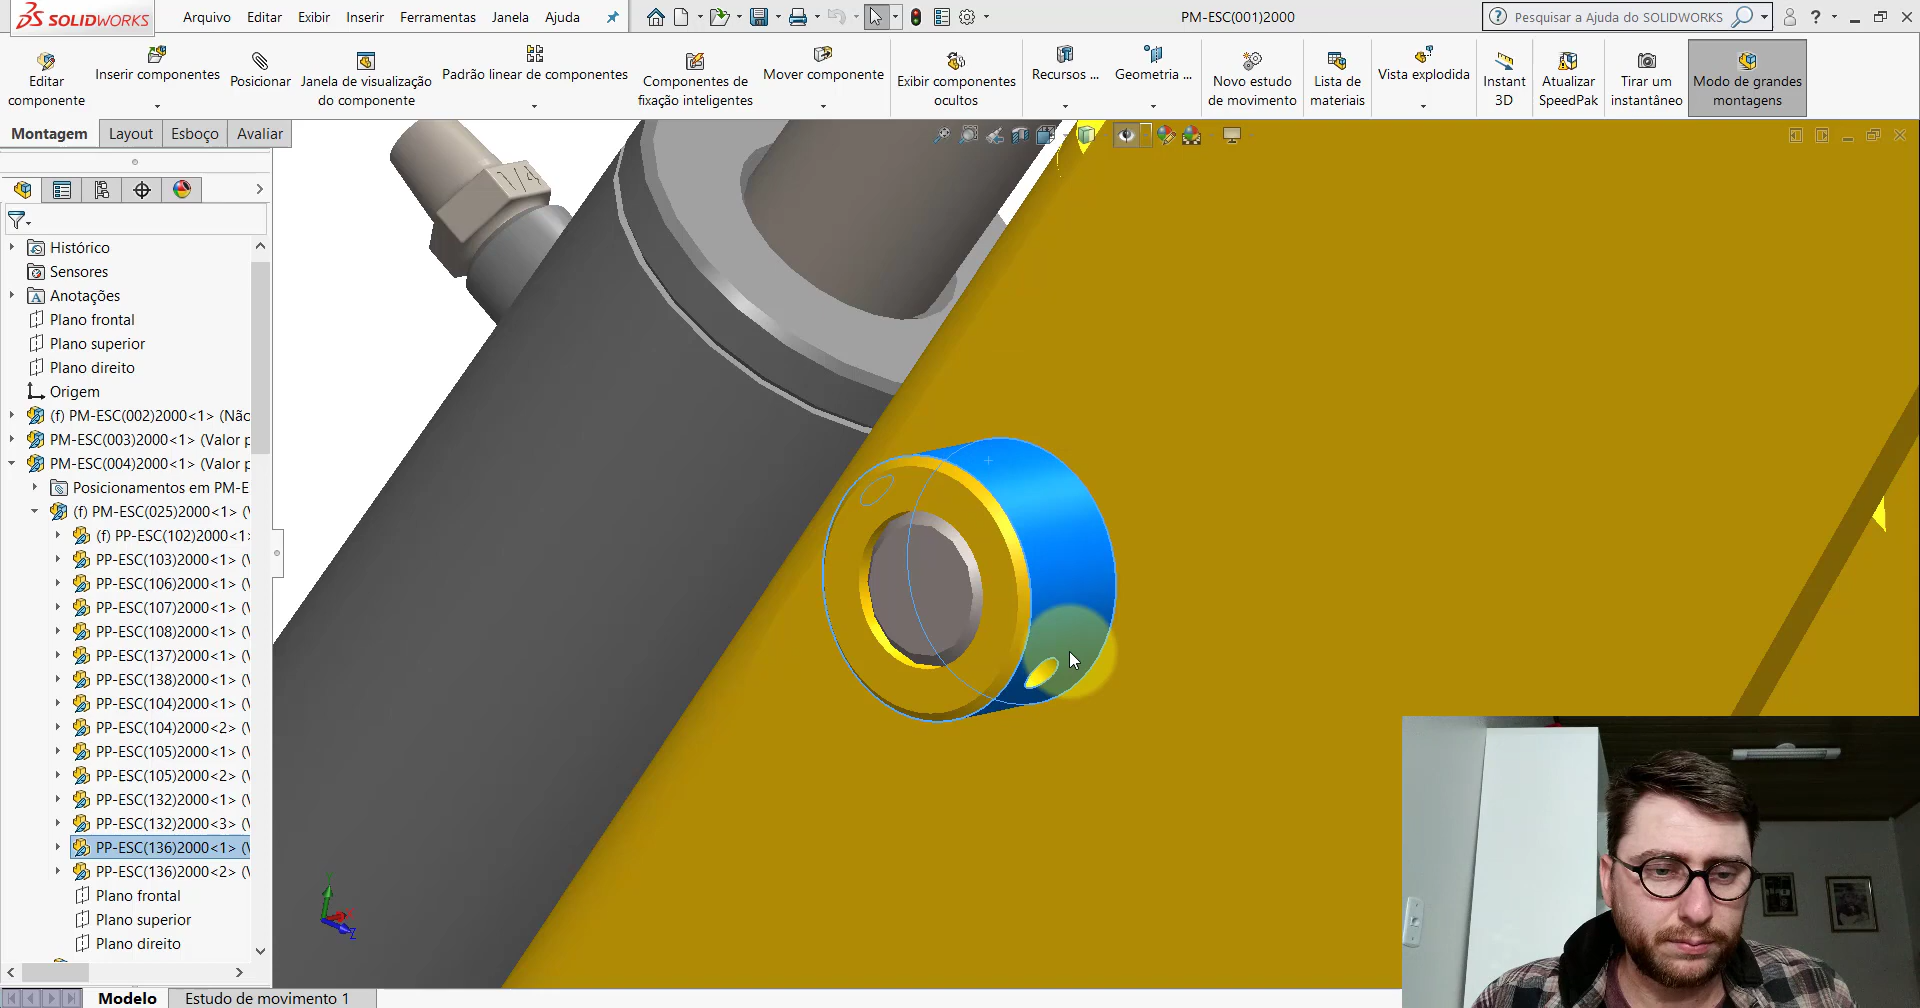 SOLIDWORKS
Arquivo Editar Exibir Inserir Ferramentas Janela Ajuda
PM-ESC(001)2000
Pesquisar a Ajuda do SOLIDWORKS
Editar componente
Inserir componentes
Posicionar
Janela de visualização do componente
Padrão linear de componentes
Componentes de fixação inteligentes
Mover componente
Exibir componentes ocultos
Recursos ...
Geometria ...
Novo estudo de movimento
Lista de materiais
Vista explodida
Instant 3D
Atualizar SpeedPak
Tirar um instantâneo
Modo de grandes montagens
Montagem Layout Esboço Avaliar
1/4
Histórico
Sensores
Anotações
Plano frontal
Plano superior
Plano direito
Origem
(f) PM-ESC(002)2000<1> (Não
PM-ESC(003)2000<1> (Valor p
PM-ESC(004)2000<1> (Valor p
Posicionamentos em PM-E
(f) PM-ESC(025)2000<1> (V
(f) PP-ESC(102)2000<1>
PP-ESC(103)2000<1> (V
PP-ESC(106)2000<1> (V
PP-ESC(107)2000<1> (V
PP-ESC(108)2000<1> (V
PP-ESC(137)2000<1> (V
PP-ESC(138)2000<1> (V
PP-ESC(104)2000<1> (V
PP-ESC(104)2000<2> (V
PP-ESC(105)2000<1> (V
PP-ESC(105)2000<2> (V
PP-ESC(132)2000<1> (V
PP-ESC(132)2000<3> (V
PP-ESC(136)2000<1> (V
PP-ESC(136)2000<2> (V
Plano frontal
Plano superior
Plano direito
Y
Z
Modelo Estudo de movimento 1